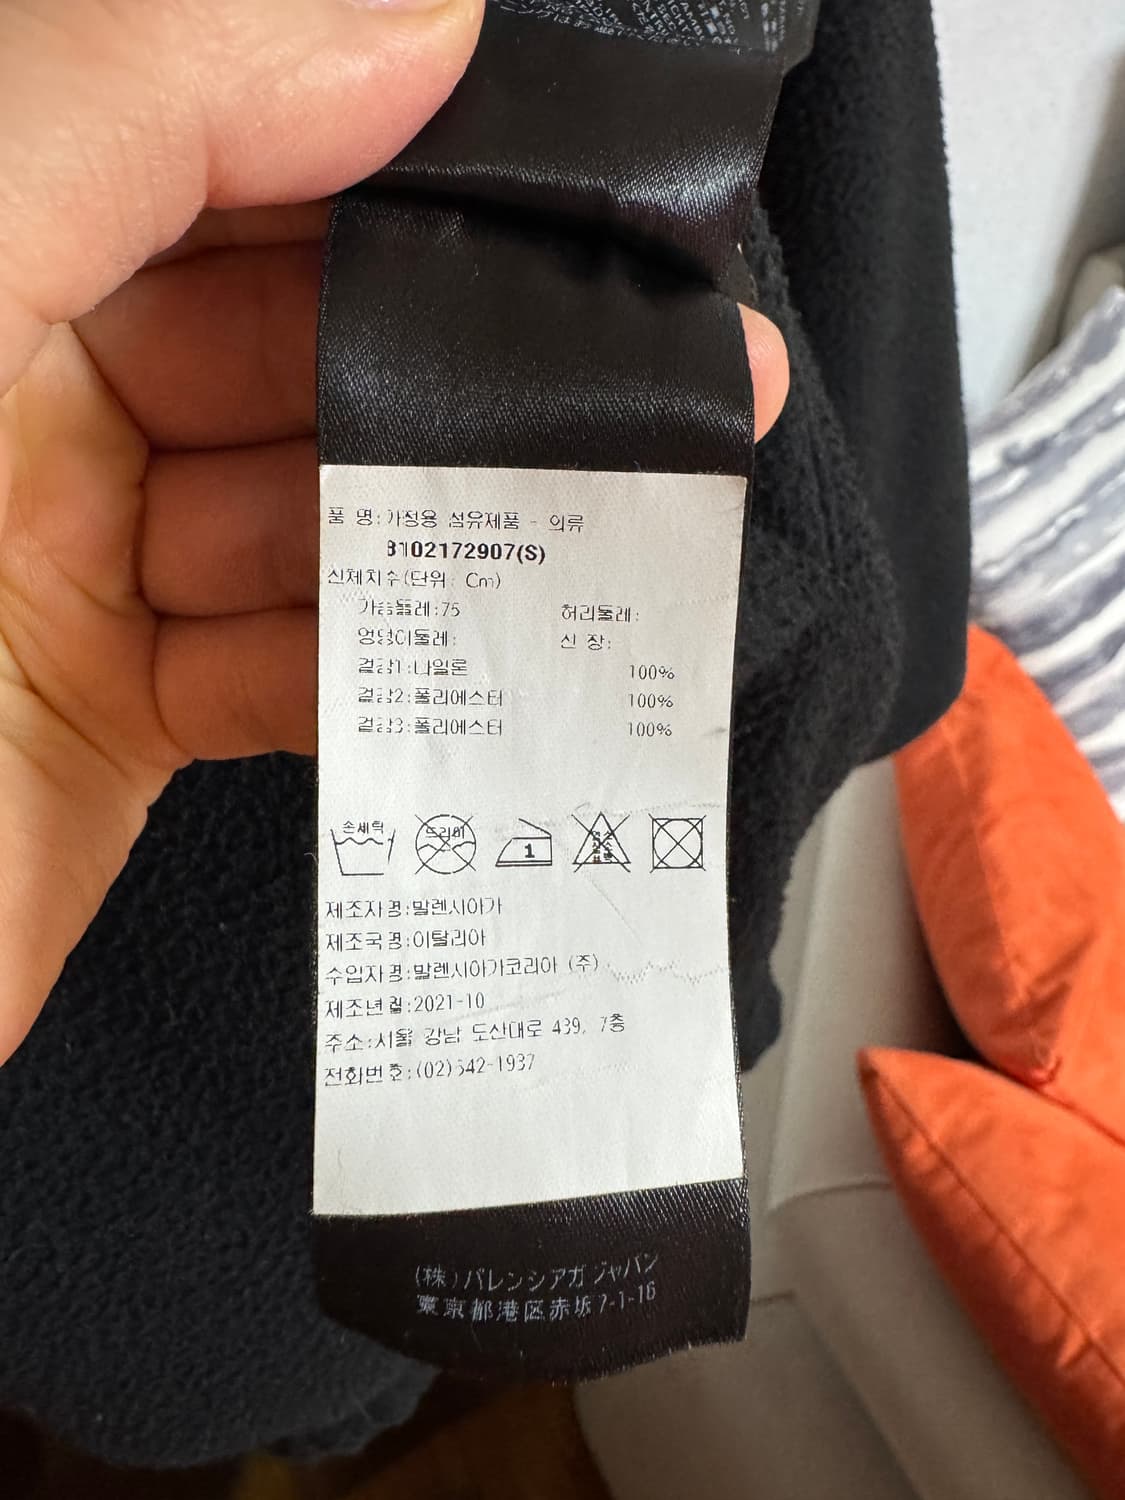 품 명:가정용 섬유제품 - 의류
8102172907(S)
신체치수(단위: Cm)
가슴둘레:75 허리둘레:
엉덩이둘레: 신 장:
겉감1:나일론 100%
겉감2:폴리에스터 100%
겉감3:폴리에스터 100%
손세탁
드라이
1
제조자명:발렌시아가
제조국명:이탈리아
수입자명:발렌시아가코리아 (주)
제조년월:2021-10
주소:서울 강남 도산대로 439, 7층
전화번호:(02)542-1937
(株)バレンシアガ ジャパン
東京都港区赤坂7-1-16